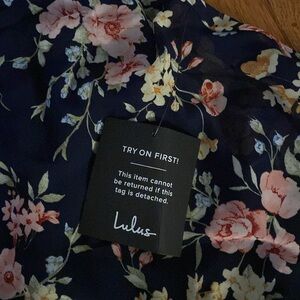 TRY ON FIRST!
This item cannot
be returned if this
tag is detached.
Lulus